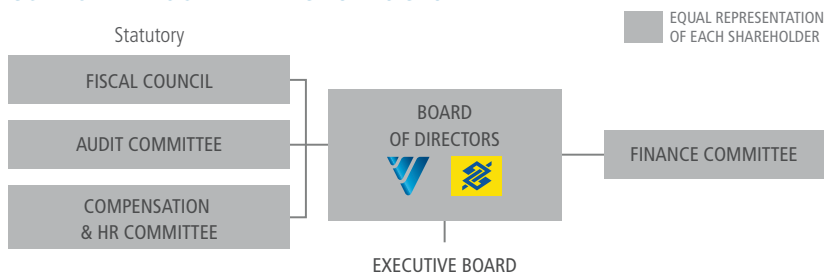 Statutory
EQUAL REPRESENTATION
OF EACH SHAREHOLDER
FISCAL COUNCIL
AUDIT COMMITTEE
COMPENSATION
& HR COMMITTEE
BOARD
OF DIRECTORS
FINANCE COMMITTEE
EXECUTIVE BOARD